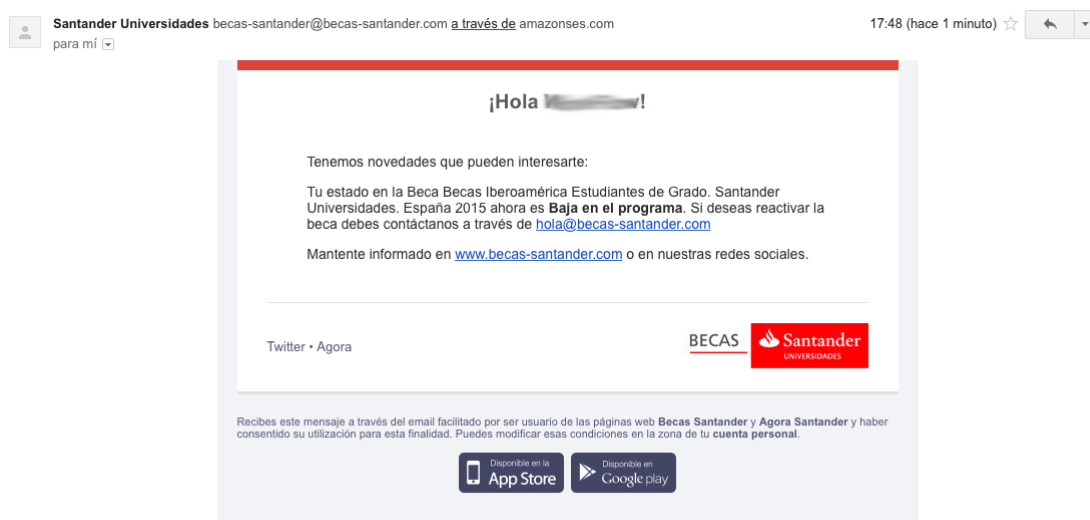 Santander Universidades becas-santander@becas-santander.com a través de amazonses.com
17:48 (hace 1 minuto)
para mí
¡Hola !
Tenemos novedades que pueden interesarte:
Tu estado en la Beca Becas Iberoamérica Estudiantes de Grado. Santander
Universidades. España 2015 ahora es Baja en el programa. Si deseas reactivar la
beca debes contáctanos a través de hola@becas-santander.com
Mantente informado en www.becas-santander.com o en nuestras redes sociales.
Twitter • Agora
BECAS
Santander
UNIVERSIDADES
Recibes este mensaje a través del email facilitado por ser usuario de las páginas web Becas Santander y Agora Santander y haber
consentido su utilización para esta finalidad. Puedes modificar esas condiciones en la zona de tu cuenta personal.
Disponible en la
App Store
Disponible en
Google play